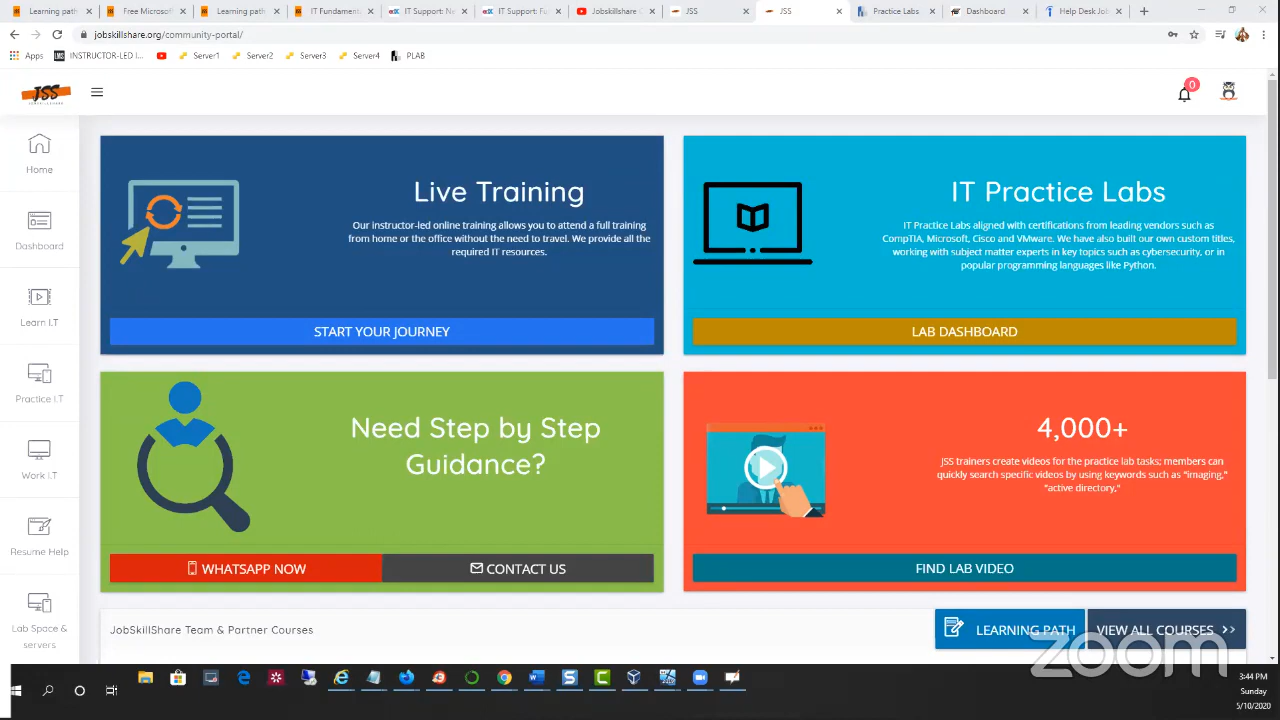 Learning path
Free Microsof
Learning path
IT Fundamenta
IT Support: Ne
IT Support: Fu
Jobskillshare C
JSS
JSS
Practice Labs
Dashboard
Help Desk Job
jobskillshare.org/community-portal/
Apps
LMS INSTRUCTOR-LED I...
Server1
Server2
Server3
Server4
PLAB
JSS
0
Home
Dashboard
Learn I.T
Practice I.T
Work I.T
Resume Help
Lab Space &
servers
Live Training
Our instructor-led online training allows you to attend a full training
from home or the office without the need to travel. We provide all the
required IT resources.
START YOUR JOURNEY
IT Practice Labs
IT Practice Labs aligned with certifications from leading vendors such as
CompTIA, Microsoft, Cisco and VMware. We have also built our own custom titles,
working with subject matter experts in key topics such as cybersecurity, or in
popular programming languages like Python.
LAB DASHBOARD
Need Step by Step
Guidance?
WHATSAPP NOW
CONTACT US
4,000+
JSS trainers create videos for the practice lab tasks; members can
quickly search specific videos by using keywords such as "imaging,"
"active directory,"
FIND LAB VIDEO
JobSkillShare Team & Partner Courses
LEARNING PATH
VIEW ALL COURSES >>
zoom
3:44 PM
Sunday
5/10/2020